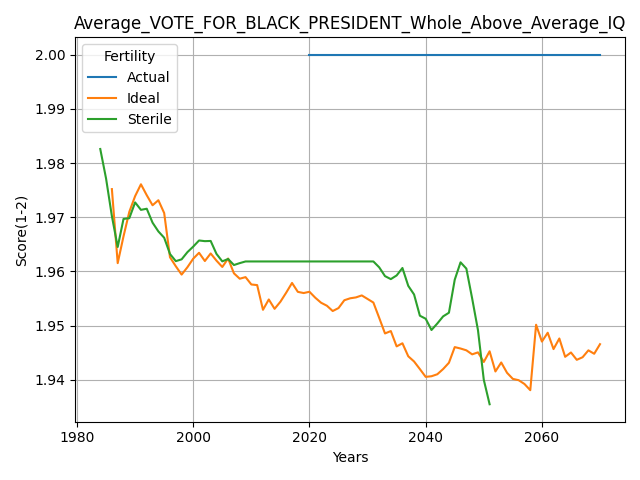 Average_VOTE_FOR_BLACK_PRESIDENT_Whole_Above_Average_IQ
Fertility
Actual
Ideal
Sterile
2.00
1.99
1.98
1.97
1.96
1.95
1.94
Score(1-2)
1980
2000
2020
2040
2060
Years